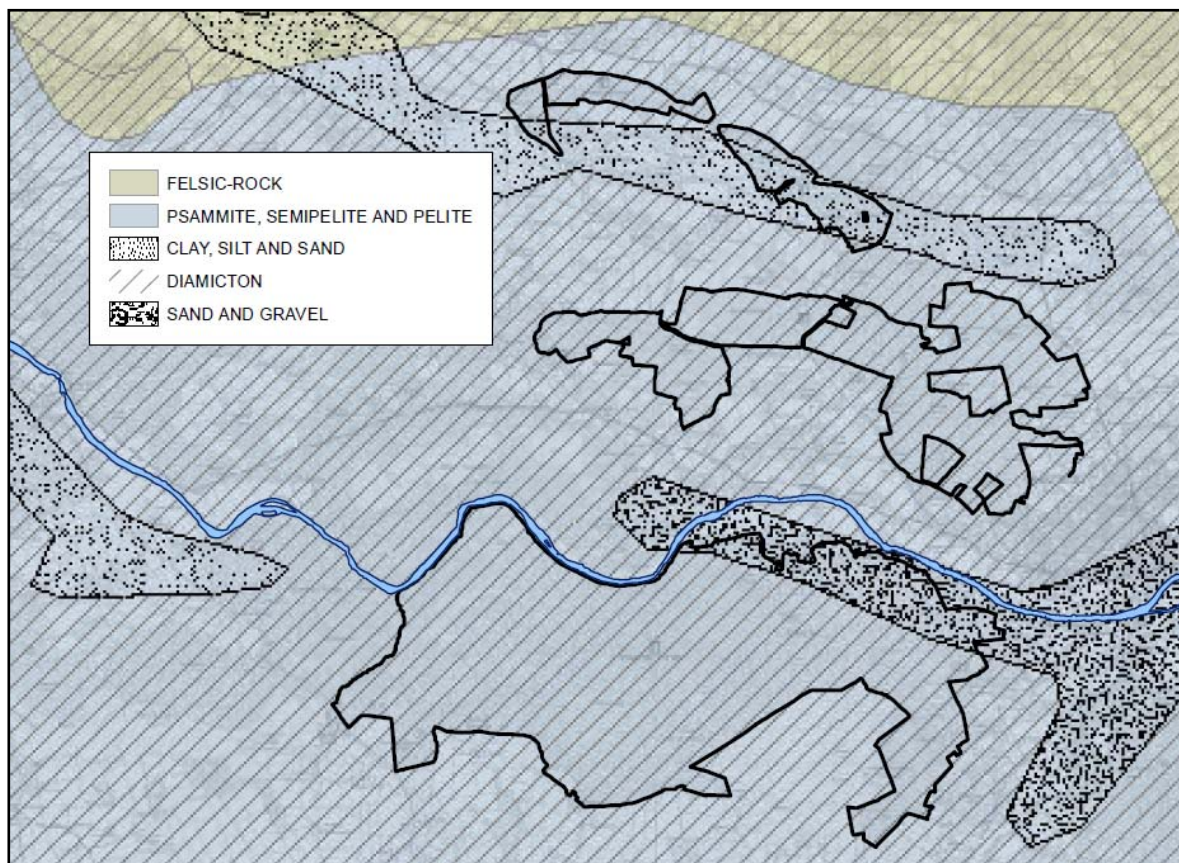 FELSIC-ROCK
PSAMMITE, SEMIPELITE AND PELITE
CLAY, SILT AND SAND
DIAMICTON
SAND AND GRAVEL